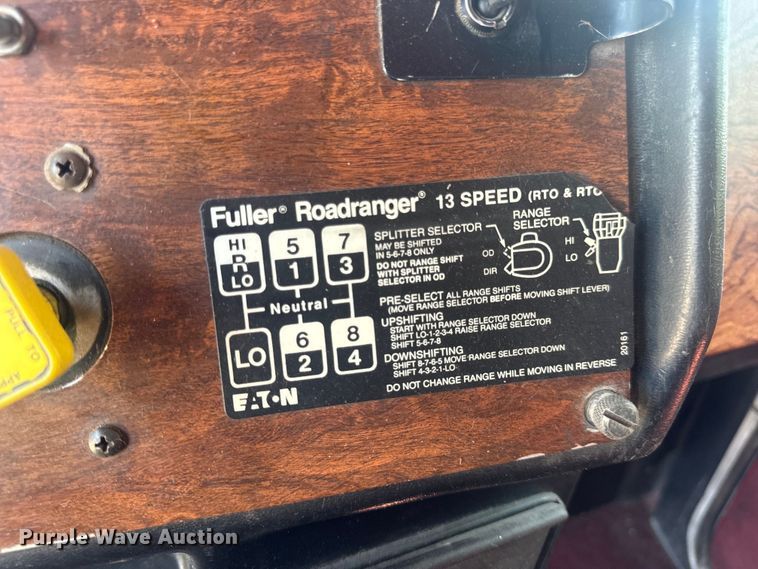 Fuller® Roadranger® 13 SPEED (RTO & RTO
SPLITTER SELECTOR
MAY BE SHIFTED
IN 5-6-7-8 ONLY
DO NOT RANGE SHIFT
WITH SPLITTER
SELECTOR IN OD
OD
DIR
RANGE
SELECTOR
HI
LO
HI
R
LO
5
1
7
3
Neutral
LO
6
2
8
4
PRE-SELECT ALL RANGE SHIFTS
(MOVE RANGE SELECTOR BEFORE MOVING SHIFT LEVER)
UPSHIFTING
START WITH RANGE SELECTOR DOWN
SHIFT LO-1-2-3-4 RAISE RANGE SELECTOR
SHIFT 5-6-7-8
DOWNSHIFTING
SHIFT 8-7-6-5 MOVE RANGE SELECTOR DOWN
SHIFT 4-3-2-1-LO
DO NOT CHANGE RANGE WHILE MOVING IN REVERSE
20161
EATON
PULL TO
Purple Wave Auction